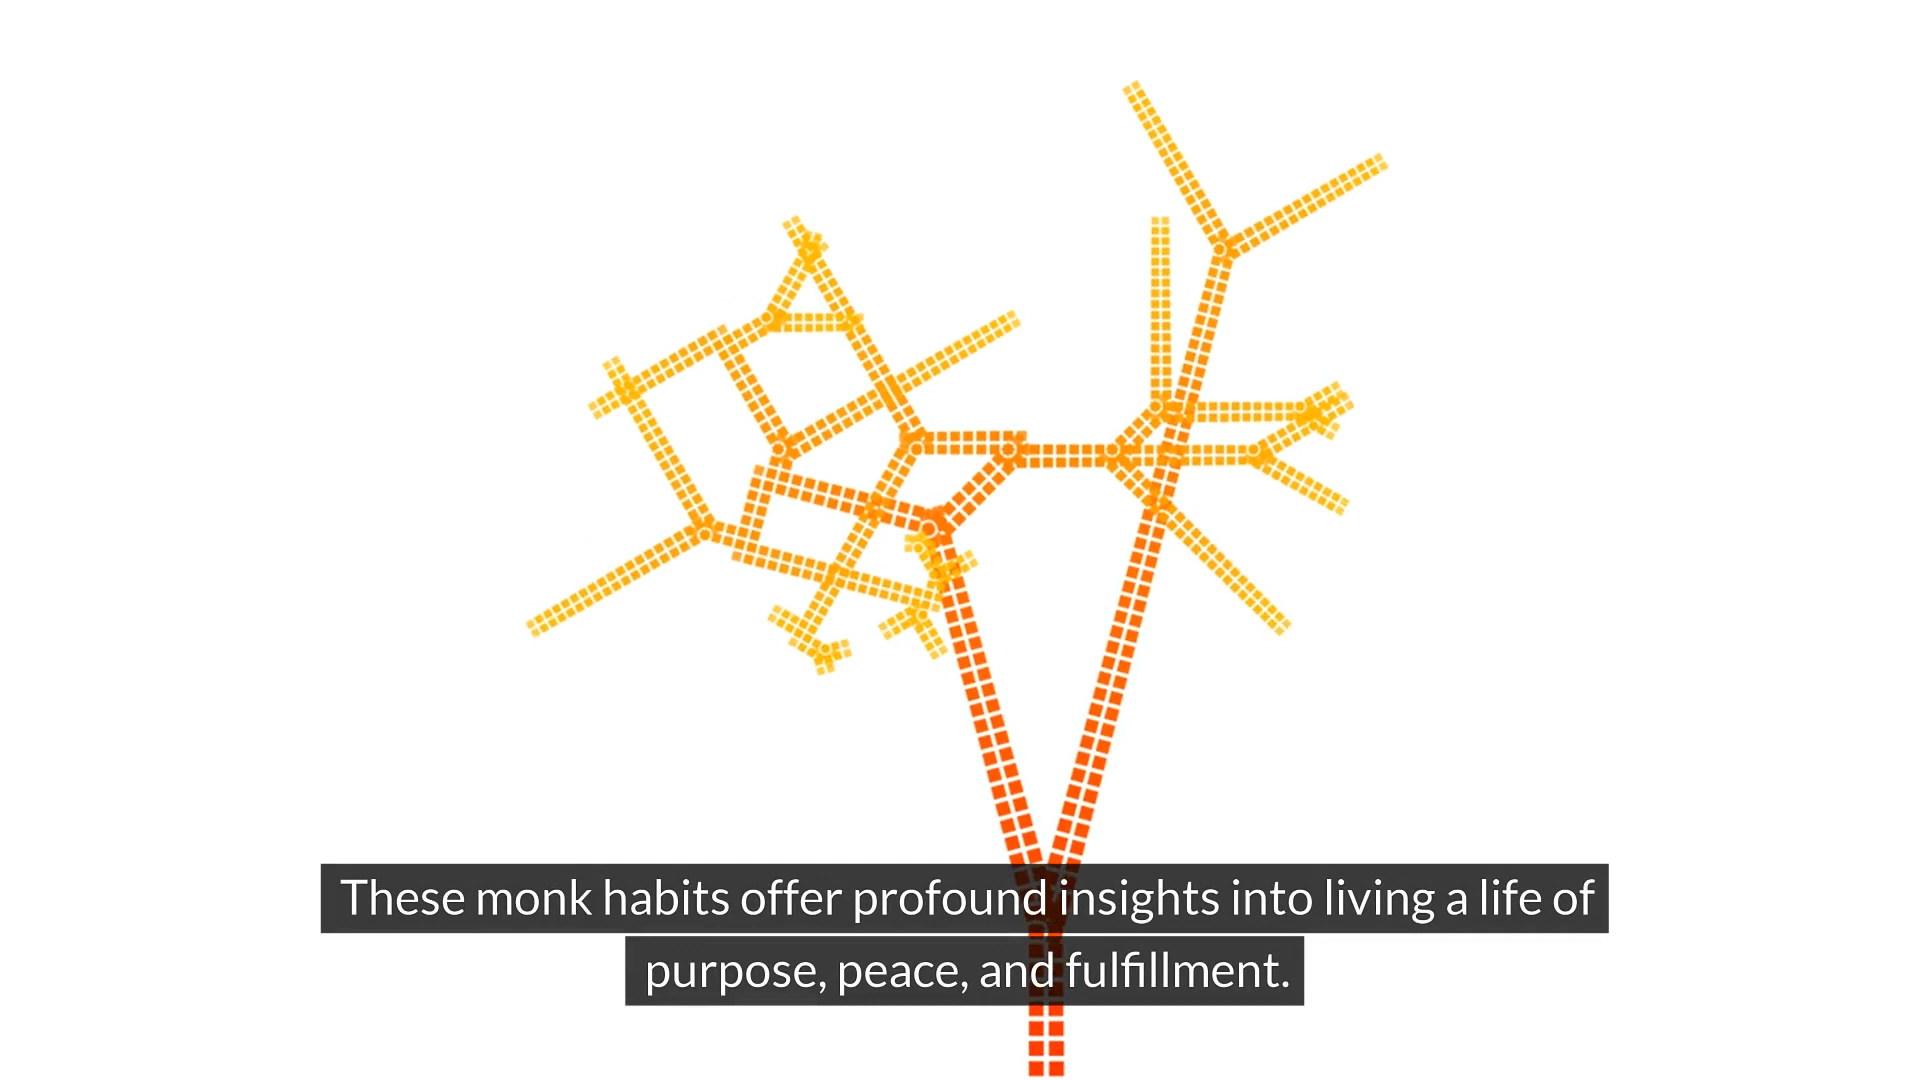 These monk habits offer profound insights into living a life of
purpose, peace, and fulfillment.